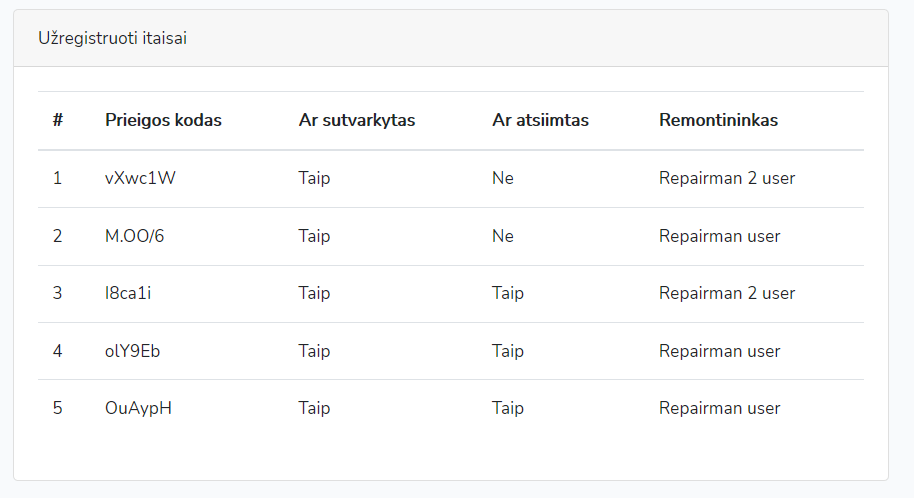 Užregistruoti itaisai
# Prieigos kodas Ar sutvarkytas Ar atsiimtas Remontininkas
1 vXwc1W Taip Ne Repairman 2 user
2 M.OO/6 Taip Ne Repairman user
3 I8ca1i Taip Taip Repairman 2 user
4 olY9Eb Taip Taip Repairman user
5 OuAypH Taip Taip Repairman user